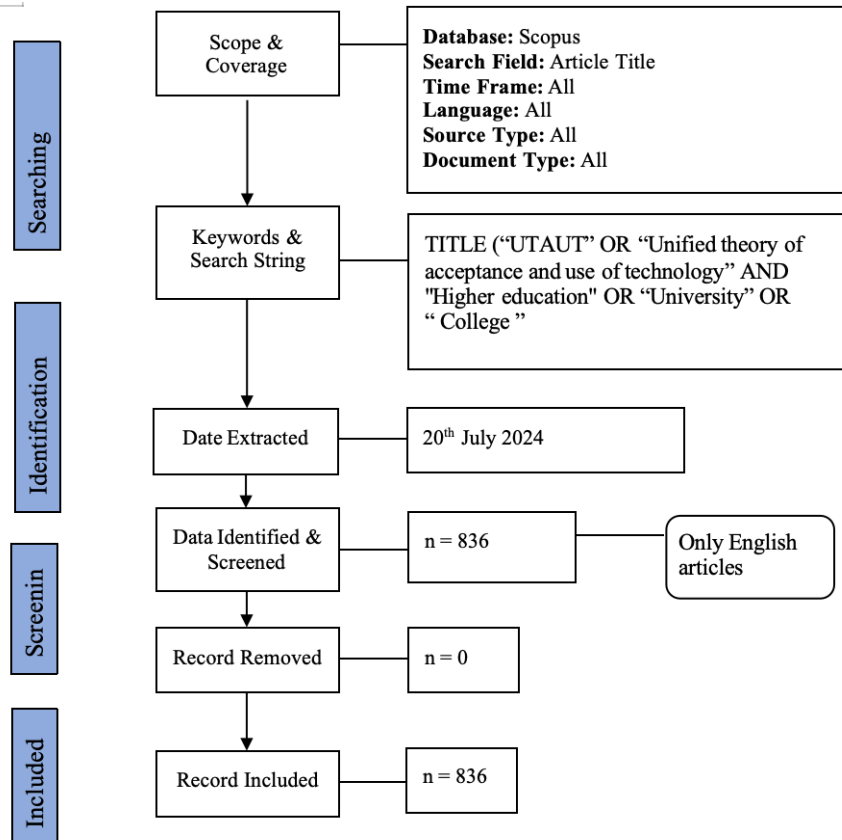 Searching
Scope &
Coverage
Database: Scopus
Search Field: Article Title
Time Frame: All
Language: All
Source Type: All
Document Type: All
Keywords &
Search String
TITLE (“UTAUT” OR “Unified theory of
acceptance and use of technology” AND
"Higher education" OR “University” OR
“ College ”
Identification
Date Extracted
20th July 2024
Data Identified &
Screened
n = 836
Only English
articles
Screenin
Record Removed
n = 0
Included
Record Included
n = 836